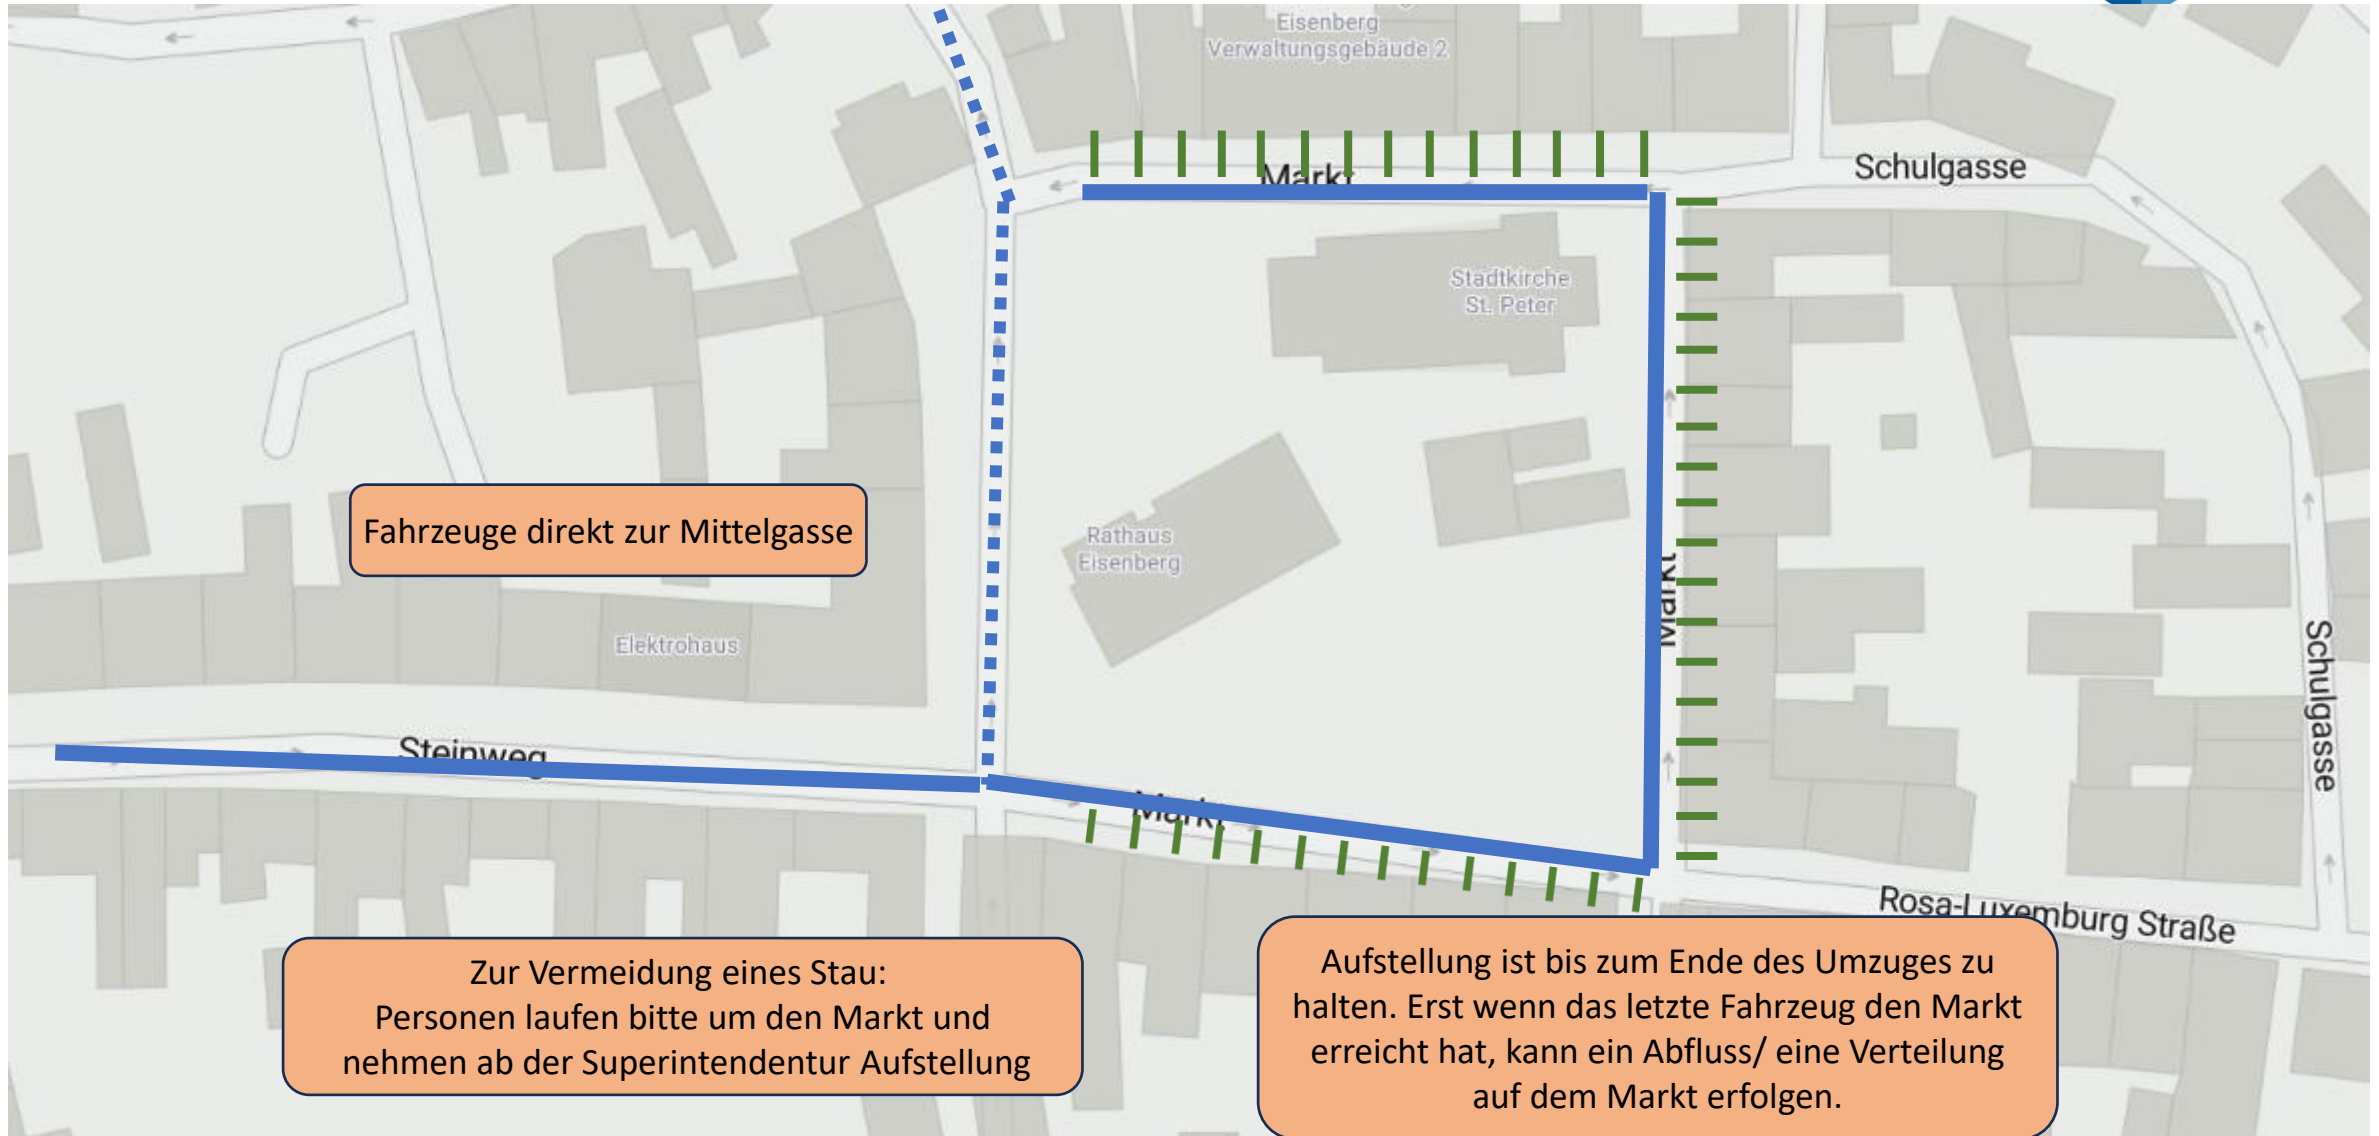 Eisenberg
Verwaltungsgebäude 2
Markt
Schulgasse
Stadtkirche
St. Peter
Fahrzeuge direkt zur Mittelgasse
Rathaus
Eisenberg
Markt
Elektrohaus
Schulgasse
Steinweg
Markt
Rosa-Luxemburg Straße
Zur Vermeidung eines Stau:
Personen laufen bitte um den Markt und
nehmen ab der Superintendentur Aufstellung
Aufstellung ist bis zum Ende des Umzuges zu
halten. Erst wenn das letzte Fahrzeug den Markt
erreicht hat, kann ein Abfluss/ eine Verteilung
auf dem Markt erfolgen.